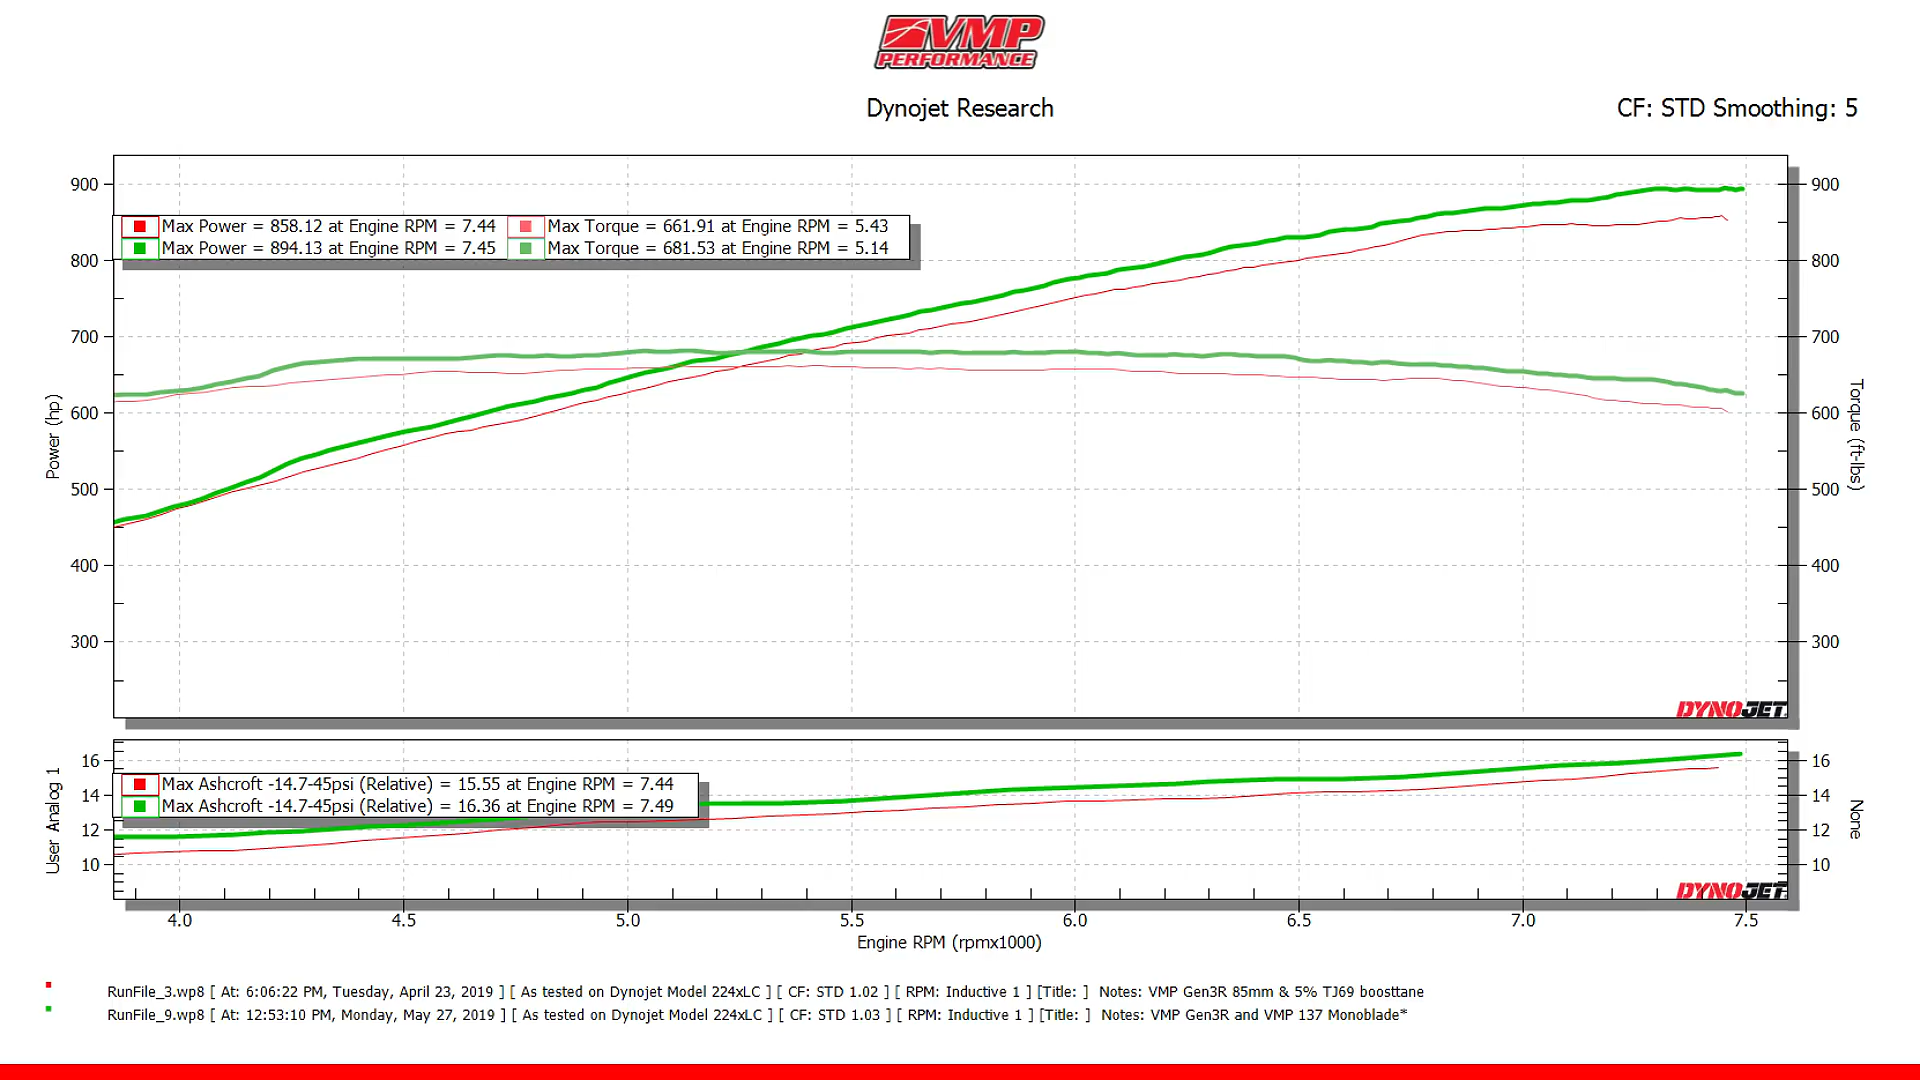 VMP
PERFORMANCE
Dynojet Research
CF: STD Smoothing: 5
900
800
700
600
500
400
300
Power (hp)
Max Power = 858.12 at Engine RPM = 7.44 Max Torque = 661.91 at Engine RPM = 5.43
Max Power = 894.13 at Engine RPM = 7.45 Max Torque = 681.53 at Engine RPM = 5.14
900
800
700
600
500
400
300
Torque (ft-lbs)
DYNOJET
16
14
12
10
User Analog 1
Max Ashcroft -14.7-45psi (Relative) = 15.55 at Engine RPM = 7.44
Max Ashcroft -14.7-45psi (Relative) = 16.36 at Engine RPM = 7.49
16
14
12
10
None
DYNOJET
4.0 4.5 5.0 5.5 6.0 6.5 7.0 7.5
Engine RPM (rpmx1000)
RunFile_3.wp8 [ At: 6:06:22 PM, Tuesday, April 23, 2019 ] [ As tested on Dynojet Model 224xLC ] [ CF: STD 1.02 ] [ RPM: Inductive 1 ] [Title: ] Notes: VMP Gen3R 85mm & 5% TJ69 boosttane
RunFile_9.wp8 [ At: 12:53:10 PM, Monday, May 27, 2019 ] [ As tested on Dynojet Model 224xLC ] [ CF: STD 1.03 ] [ RPM: Inductive 1 ] [Title: ] Notes: VMP Gen3R and VMP 137 Monoblade*